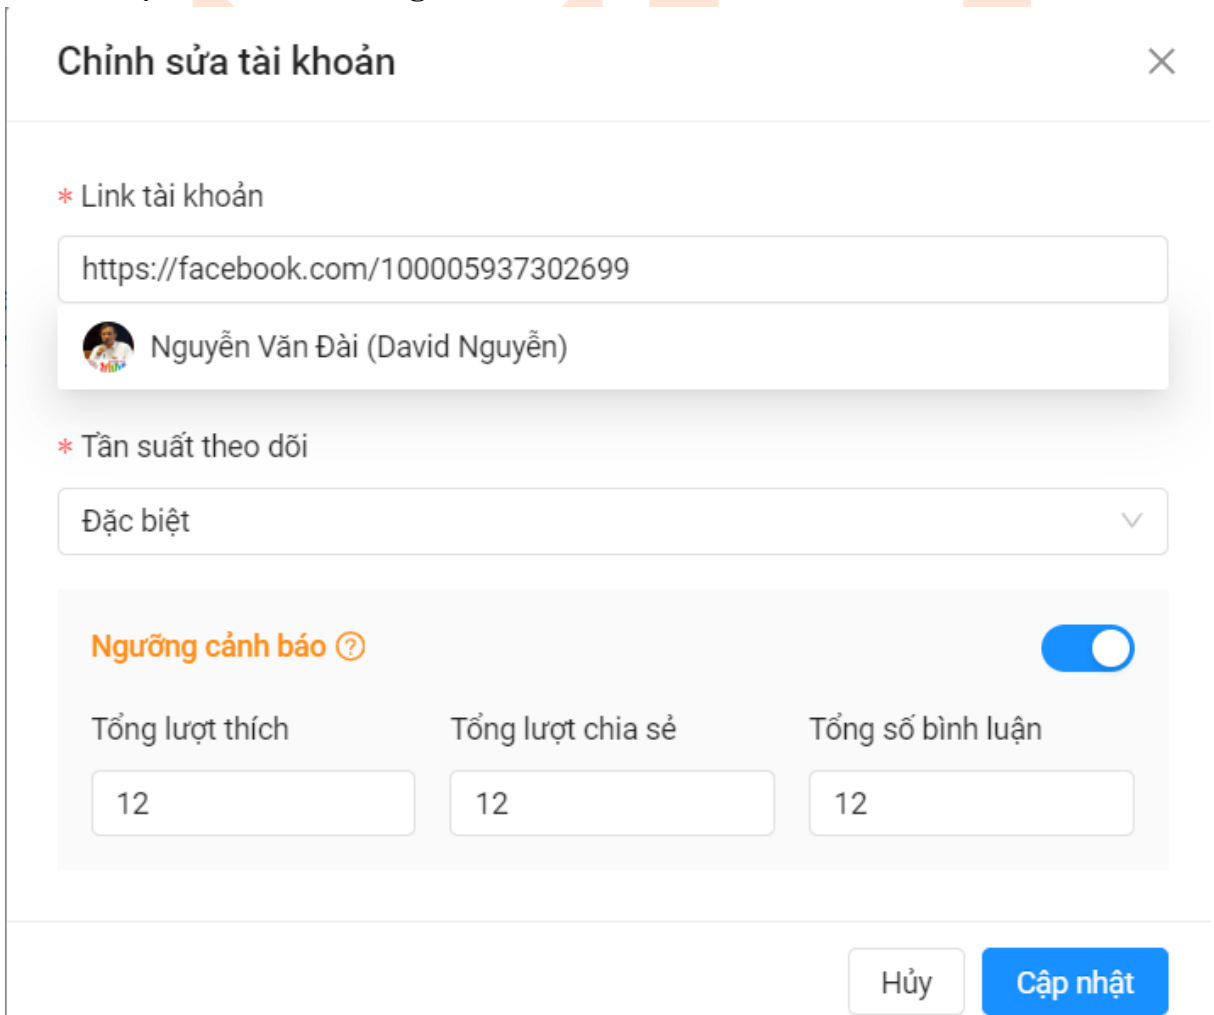 Chỉnh sửa tài khoản
* Link tài khoản
https://facebook.com/100005937302699
Nguyễn Văn Đài (David Nguyễn)
* Tần suất theo dõi
Đặc biệt
Ngưỡng cảnh báo
Tổng lượt thích Tổng lượt chia sẻ Tổng số bình luận
12 12 12
Hủy Cập nhật